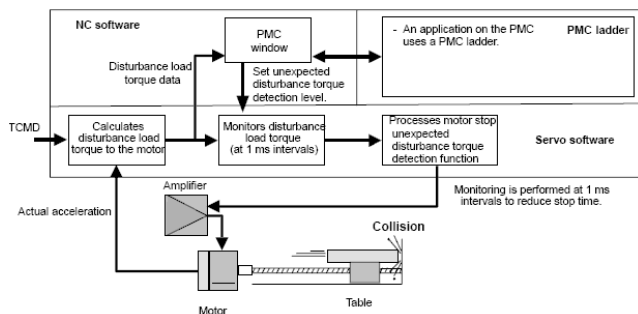 NC software
PMC
window
- An application on the PMC
uses a PMC ladder.
PMC ladder
Disturbance load
torque data
Set unexpected
disturbance torque
detection level.
TCMD
Calculates
disturbance load
torque to the motor
Monitors disturbance
load torque
(at 1 ms intervals)
Processes motor stop
unexpected
disturbance torque
detection function
Servo software
Monitoring is performed at 1 ms
intervals to reduce stop time.
Amplifier
Actual acceleration
Collision
Motor
Table